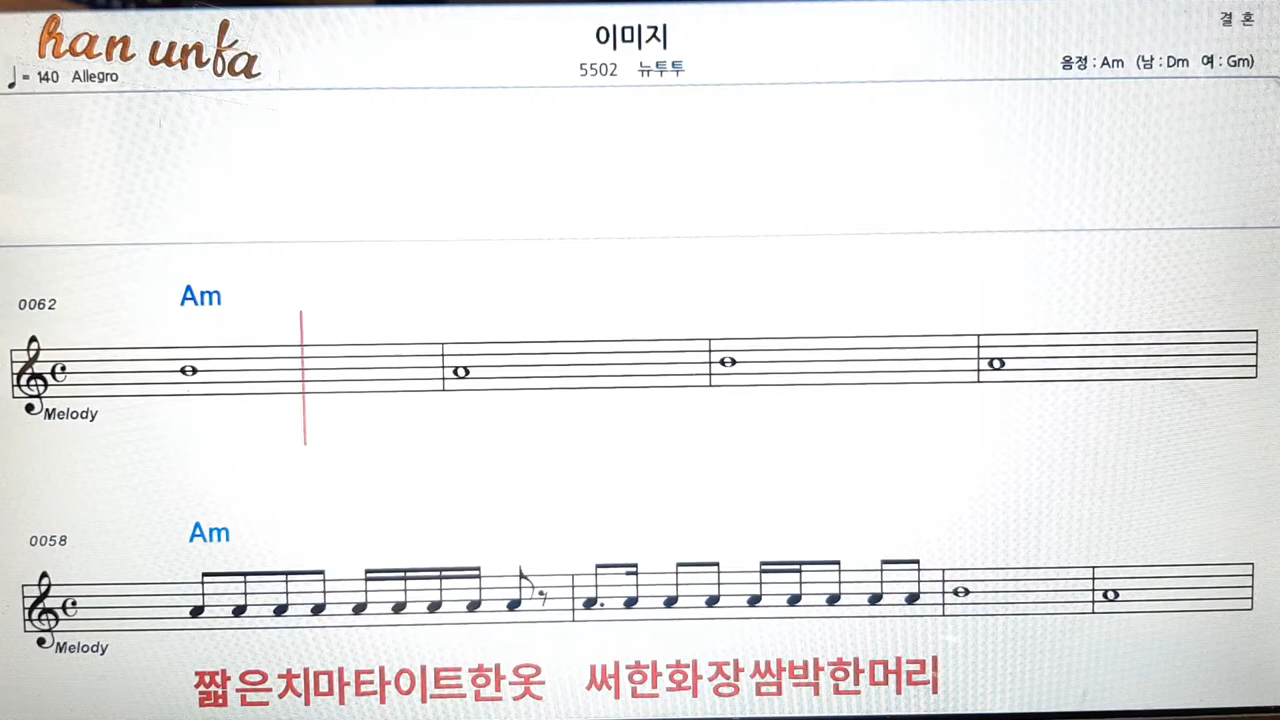 han unfa
이미지
결 혼
5502 뉴투투
♩= 140 Allegro
음정 : Am (남 : Dm 여 : Gm)
0062
Am
Melody
0058
Am
Melody
짧은치마타이트한옷 써한화장쌈박한머리